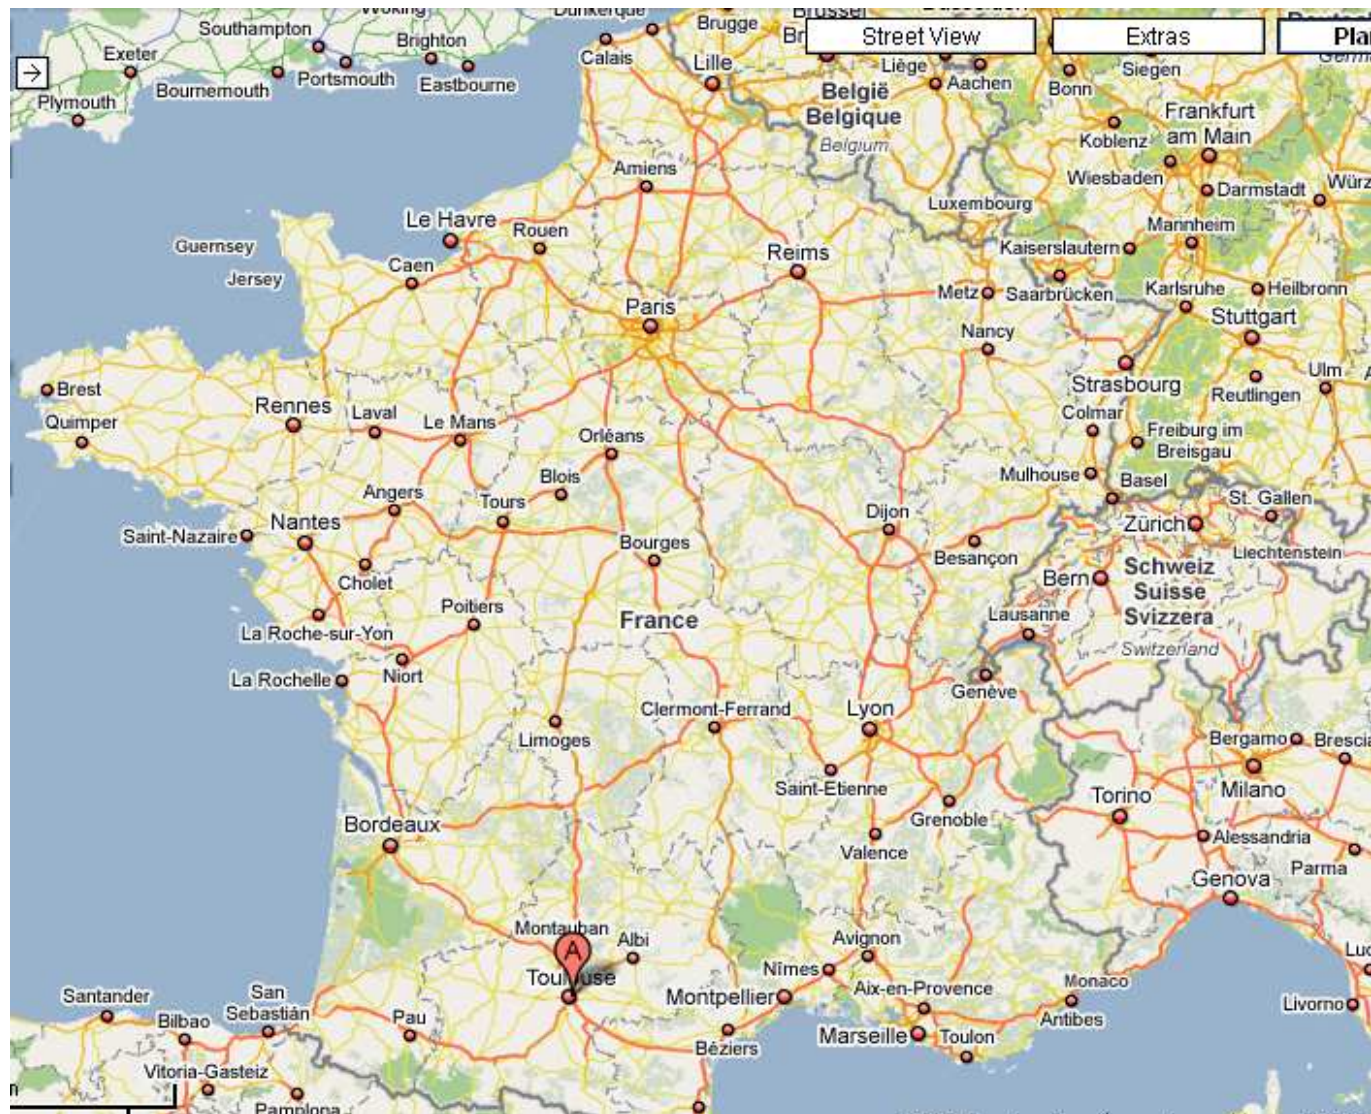 Woking
Dunkerque
Brugge
Southampton
Brighton
Street View
Extras
Exeter
Calais
Lille
Liège
Siegen
Portsmouth
Eastbourne
Aachen
Bonn
Plymouth
Bournemouth
België
Belgique
Belgium
Frankfurt
am Main
Koblenz
Amiens
Wiesbaden
Darmstadt
Luxembourg
Le Havre
Rouen
Mannheim
Guernsey
Reims
Kaiserslautern
Jersey
Caen
Metz
Saarbrücken
Karlsruhe
Heilbronn
Paris
Nancy
Stuttgart
Brest
Strasbourg
Ulm
Reutlingen
Quimper
Rennes
Laval
Le Mans
Colmar
Orléans
Freiburg im
Breisgau
Blois
Mulhouse
Basel
Angers
Tours
St. Gallen
Saint-Nazaire
Nantes
Dijon
Zürich
Bourges
Besançon
Liechtenstein
Cholet
Bern
Schweiz
Suisse
Svizzera
Switzerland
Poitiers
France
Lausanne
La Roche-sur-Yon
La Rochelle
Niort
Genève
Clermont-Ferrand
Lyon
Limoges
Bergamo
Brescia
Saint-Etienne
Milano
Torino
Bordeaux
Grenoble
Alessandria
Valence
Parma
Genova
Montauban
A
Albi
Avignon
Toulouse
Nîmes
Santander
San
Sebastián
Montpellier
Aix-en-Provence
Monaco
Livorno
Bilbao
Pau
Marseille
Toulon
Antibes
Béziers
Vitoria-Gasteiz
Pamplona